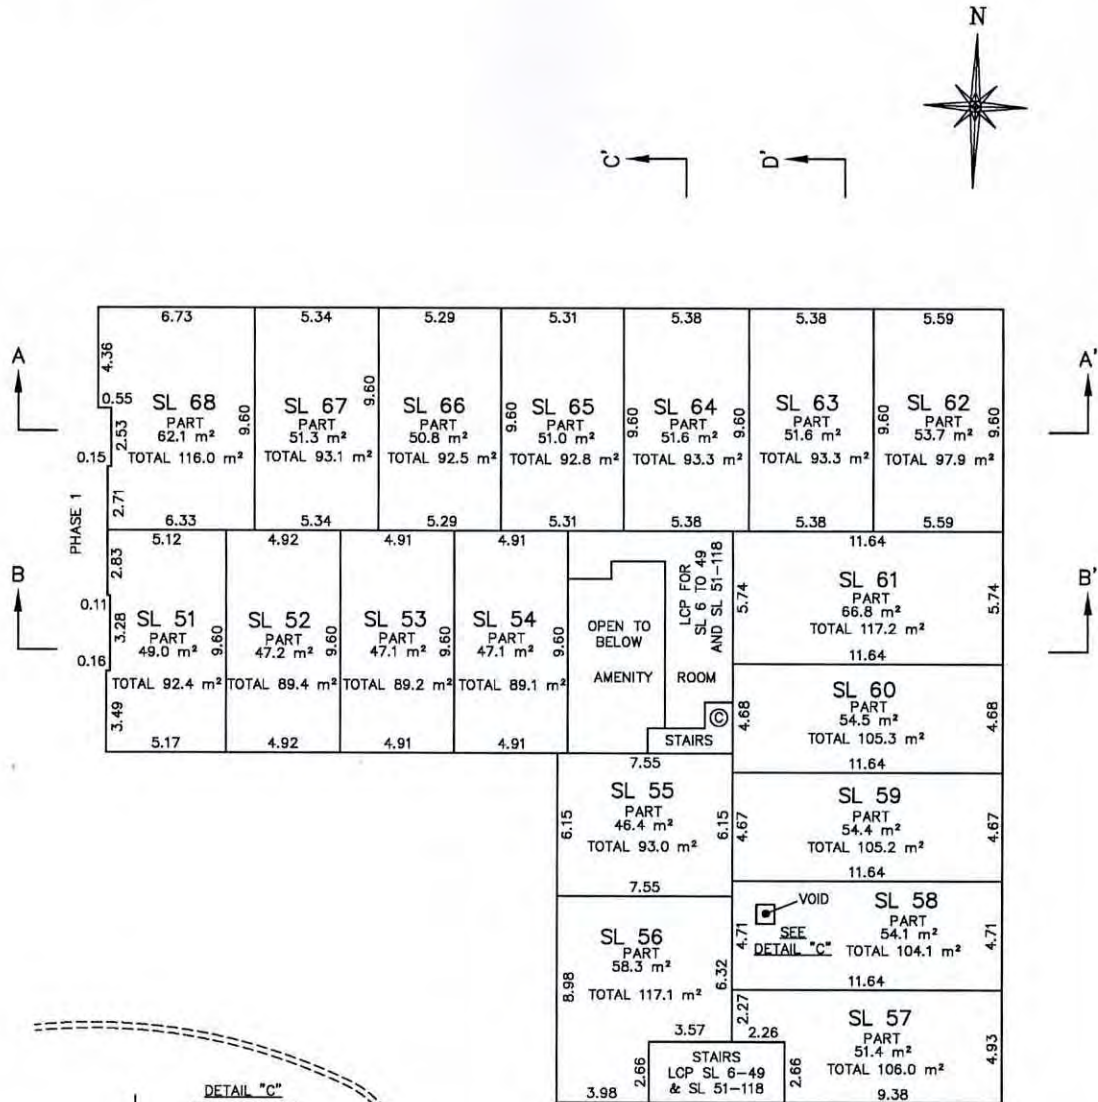 N
C'
D'
6.73
5.34
5.29
5.31
5.38
5.38
5.59
A
A'
4.36
0.55
2.53
0.15
2.71
SL 68
PART
62.1 m²
TOTAL 116.0 m²
9.60
SL 67
PART
51.3 m²
TOTAL 93.1 m²
9.60
SL 66
PART
50.8 m²
TOTAL 92.5 m²
9.60
SL 65
PART
51.0 m²
TOTAL 92.8 m²
9.60
SL 64
PART
51.6 m²
TOTAL 93.3 m²
9.60
SL 63
PART
51.6 m²
TOTAL 93.3 m²
9.60
SL 62
PART
53.7 m²
TOTAL 97.9 m²
9.60
6.33
5.34
5.29
5.31
5.38
5.38
5.59
PHASE 1
B
B'
5.12
4.92
4.91
4.91
2.83
0.11
3.28
0.16
3.49
SL 51
PART
49.0 m²
TOTAL 92.4 m²
9.60
SL 52
PART
47.2 m²
TOTAL 89.4 m²
9.60
SL 53
PART
47.1 m²
TOTAL 89.2 m²
9.60
SL 54
PART
47.1 m²
TOTAL 89.1 m²
9.60
5.17
4.92
4.91
4.91
OPEN TO
BELOW
AMENITY ROOM
LCP FOR
SL 6 TO 49
AND SL 51-118
©
STAIRS
11.64
5.74
SL 61
PART
66.8 m²
TOTAL 117.2 m²
5.74
11.64
4.68
SL 60
PART
54.5 m²
TOTAL 105.3 m²
4.68
11.64
7.55
6.15
SL 55
PART
46.4 m²
TOTAL 93.0 m²
6.15
7.55
4.67
SL 59
PART
54.4 m²
TOTAL 105.2 m²
4.67
11.64
VOID
SEE
DETAIL "C"
4.71
SL 58
PART
54.1 m²
TOTAL 104.1 m²
4.71
11.64
8.98
SL 56
PART
58.3 m²
TOTAL 117.1 m²
6.32
3.57
2.66
3.98
2.27
2.26
SL 57
PART
51.4 m²
TOTAL 106.0 m²
4.93
2.66
9.38
STAIRS
LCP SL 6-49
& SL 51-118
DETAIL "C"